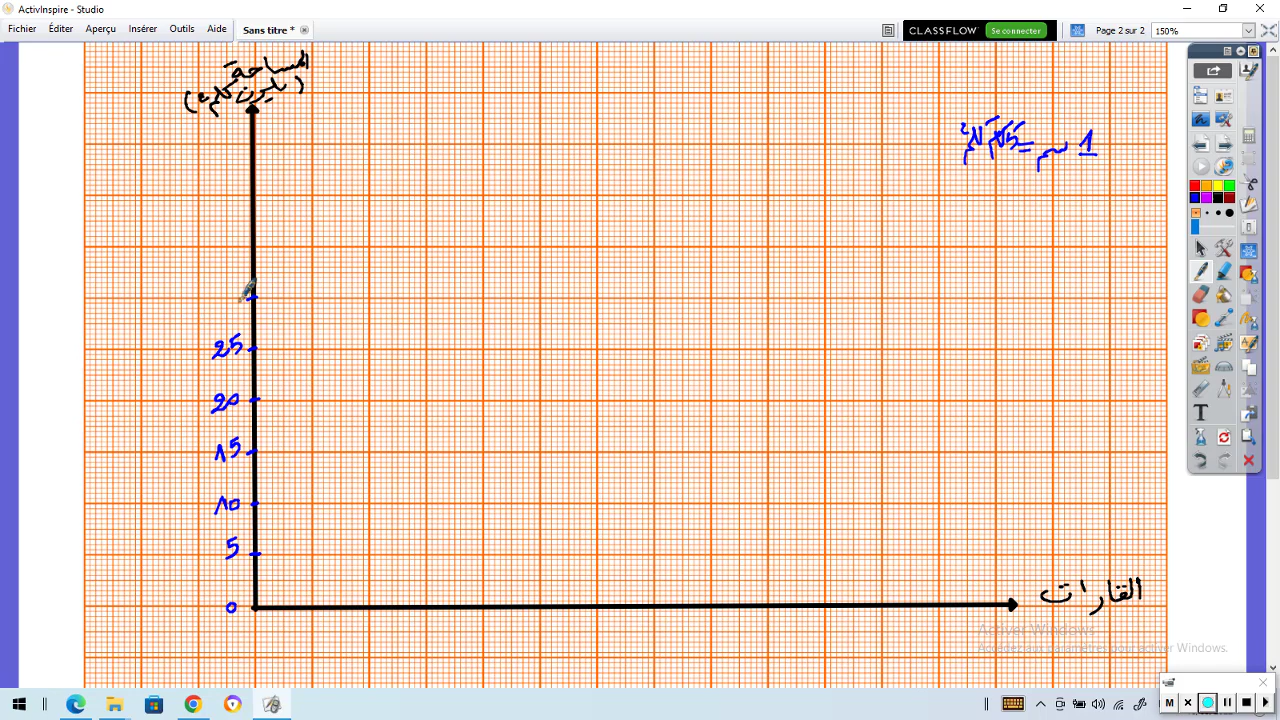 ActivInspire - Studio
Fichier Éditer Aperçu Insérer Outils Aide Sans titre * CLASSFLOW Se connecter Page 2 sur 2 150%
المساحة
(مليون كلم²)
1 سم
25
20
15
10
5
0
القارات
Activer Windows
Accédez aux paramètres pour activer Windows.
T
M